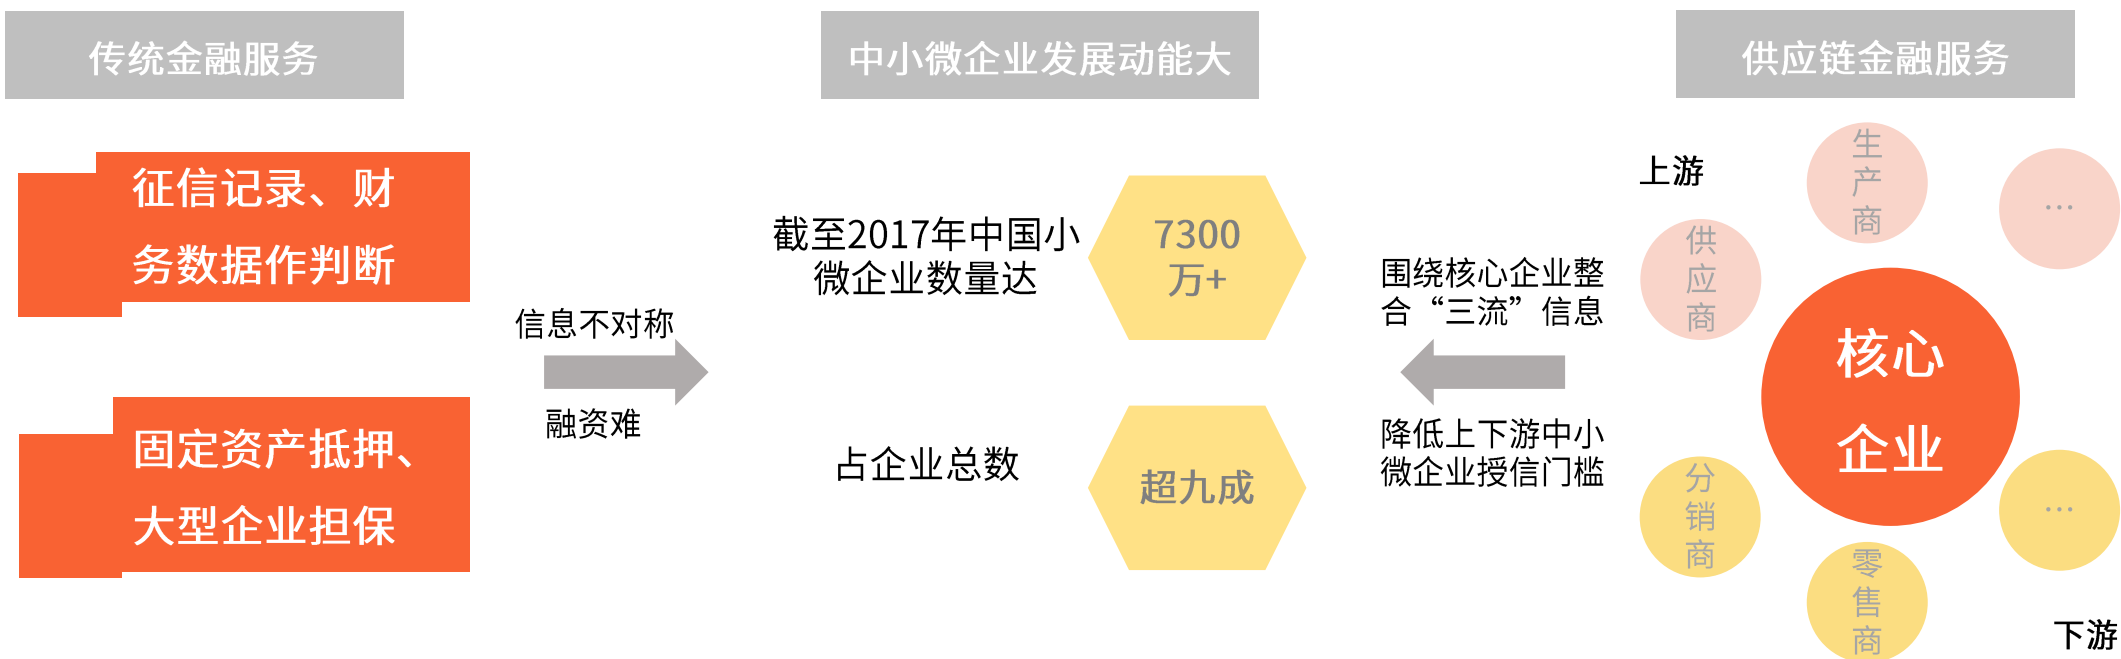 传统金融服务
征信记录、财
务数据作判断
固定资产抵押、
大型企业担保
信息不对称
融资难
中小微企业发展动能大
截至2017年中国小
微企业数量达
7300
万+
占企业总数
超九成
围绕核心企业整
合“三流”信息
降低上下游中小
微企业授信门槛
供应链金融服务
上游
生
产
商
…
供
应
商
核心
企业
分
销
商
…
零
售
商
下游